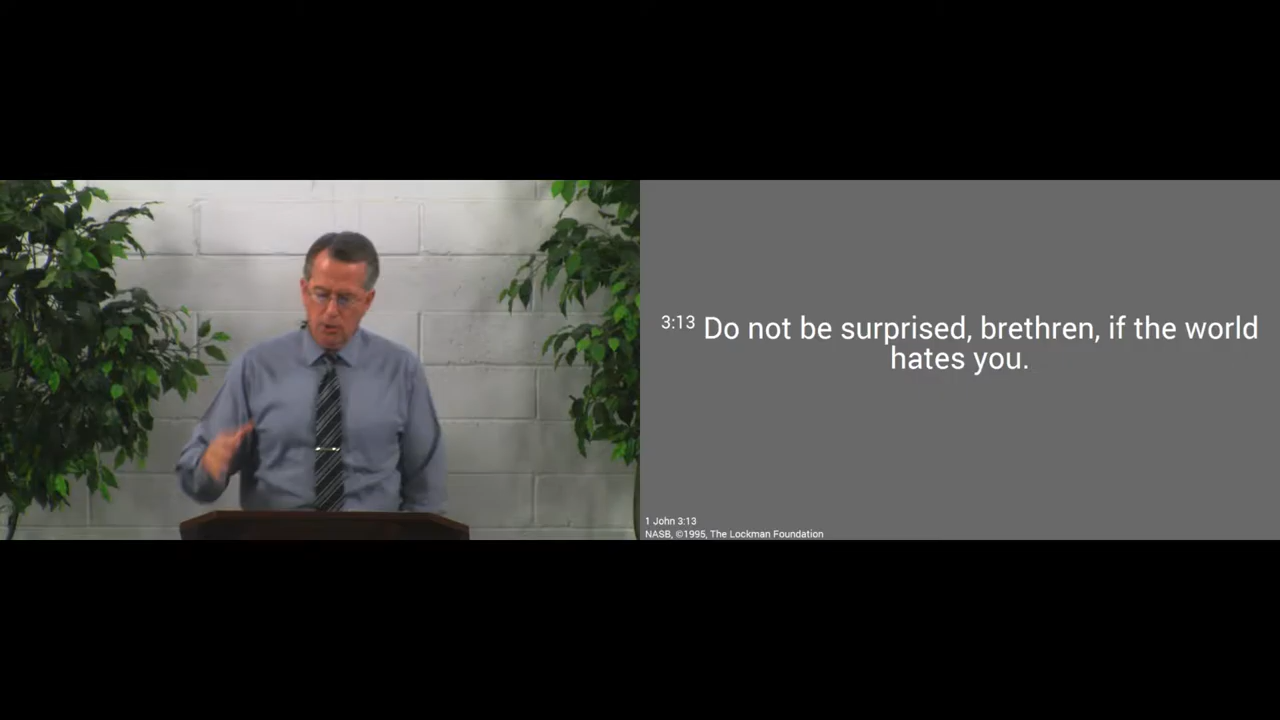 3:13 Do not be surprised, brethren, if the world
hates you.
1 John 3:13
NASB, ©1995, The Lockman Foundation